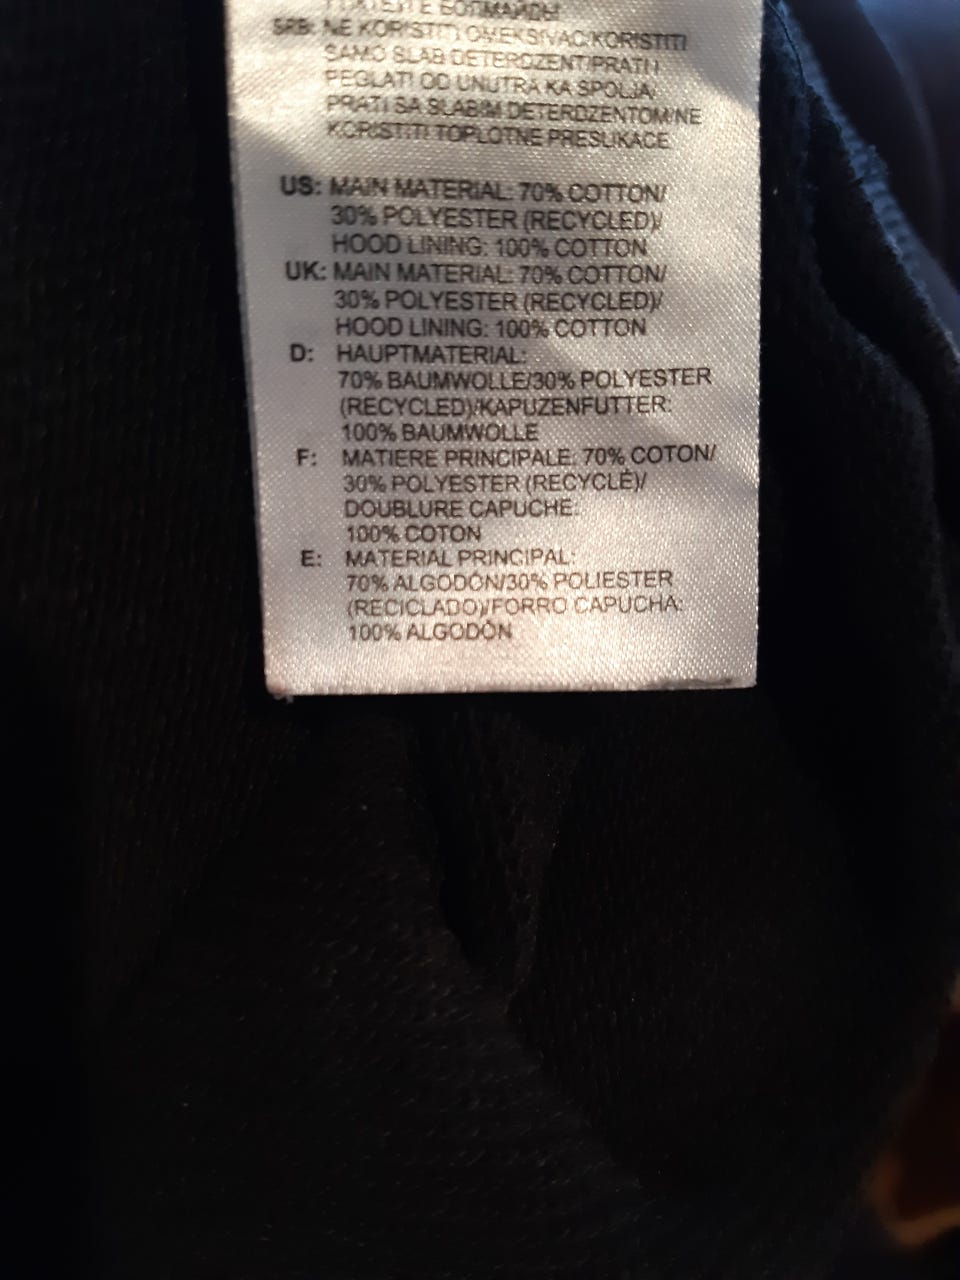 SRB: NE KORISTITI OMEKSIVAC/KORISTITI
SAMO SLAB DETERDZENT/PRATI I
PEGLATI OD UNUTRA KA SPOLJA:
PRATI SA SLABIM DETERDZENTOM/NE
KORISTITI TOPLOTNE PRESLIKACE
US: MAIN MATERIAL: 70% COTTON/
30% POLYESTER (RECYCLED)/
HOOD LINING: 100% COTTON
UK: MAIN MATERIAL: 70% COTTON/
30% POLYESTER (RECYCLED)/
HOOD LINING: 100% COTTON
D: HAUPTMATERIAL:
70% BAUMWOLLE/30% POLYESTER
(RECYCLED)/KAPUZENFUTTER:
100% BAUMWOLLE
F: MATIERE PRINCIPALE: 70% COTON/
30% POLYESTER (RECYCLÉ)/
DOUBLURE CAPUCHE:
100% COTON
E: MATERIAL PRINCIPAL:
70% ALGODÓN/30% POLIESTER
(RECICLADO)/FORRO CAPUCHA:
100% ALGODÓN